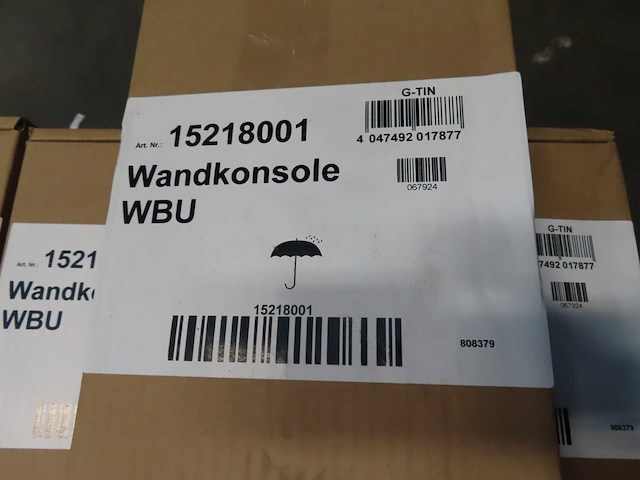 G-TIN
4 047492 017877
Art. Nr.: 15218001
067924
Wandkonsole
WBU
15218001
808379
Art. Nr.: 1521
Wandk
WBU
G-TIN
7492 017877
067924
808379